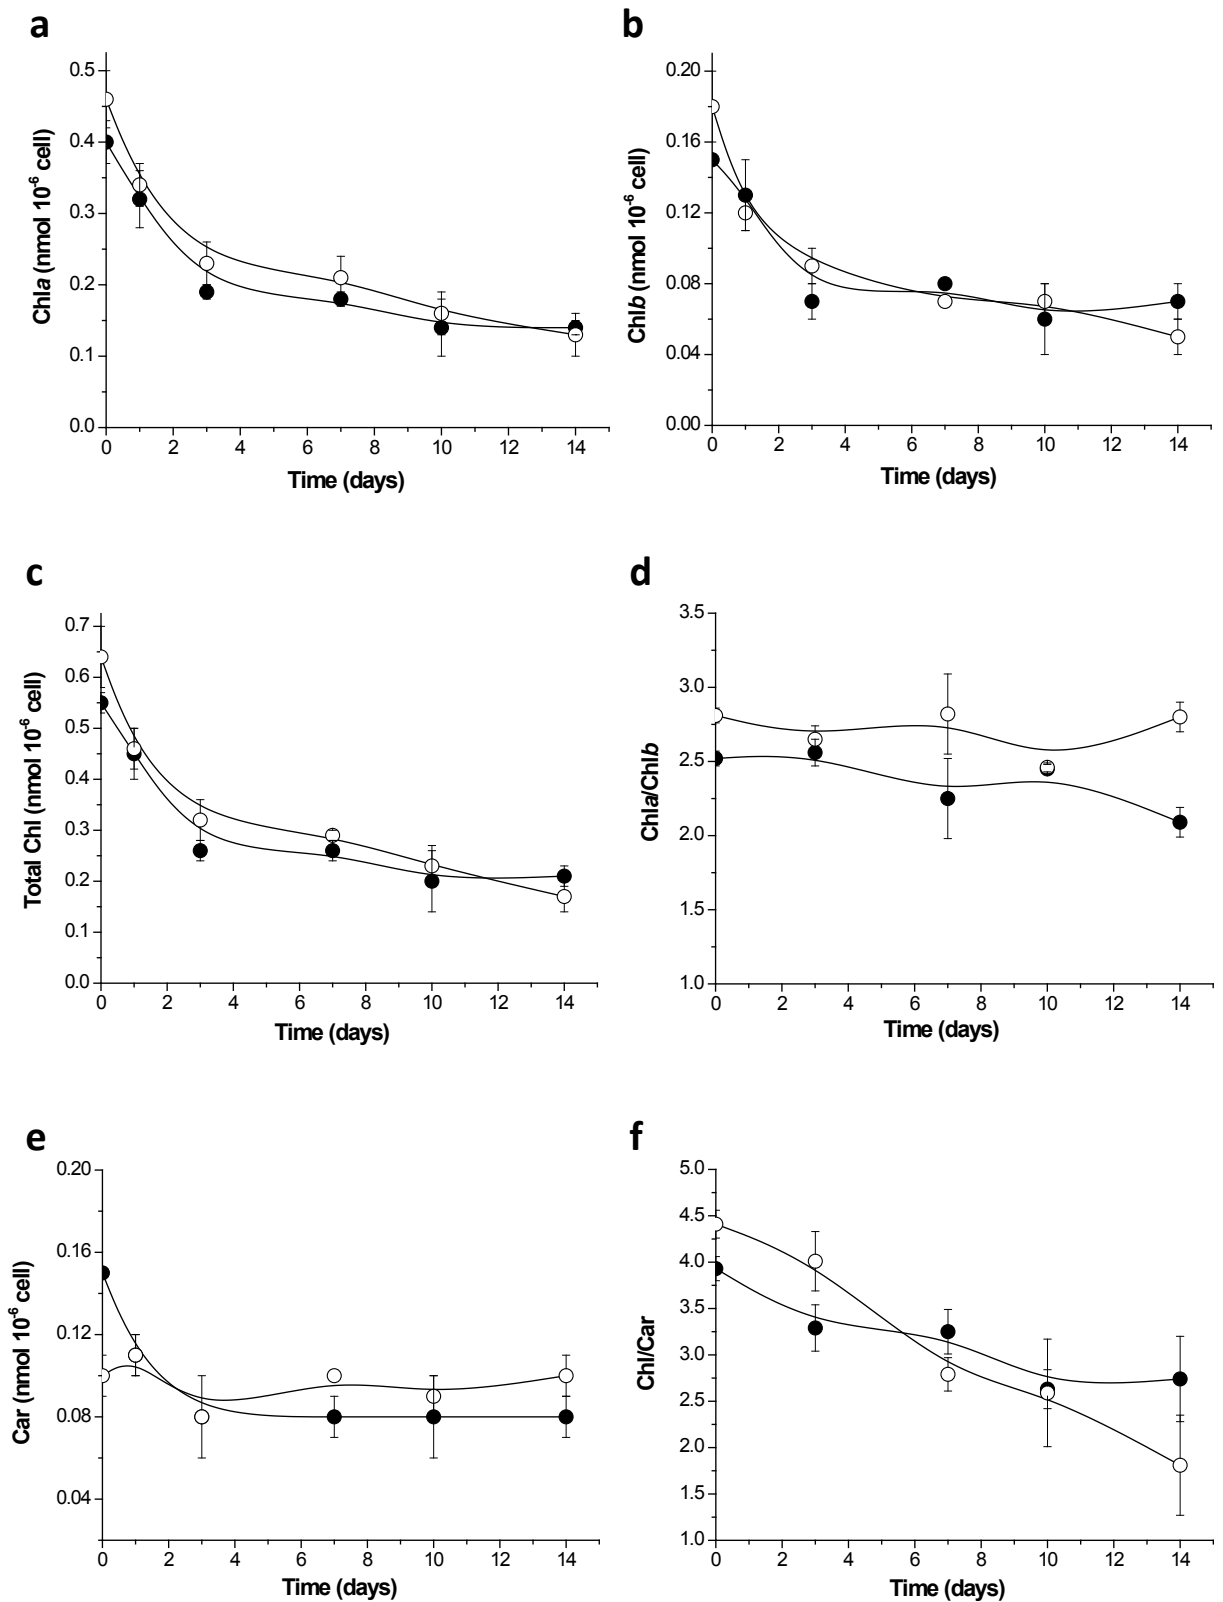 a
0.5
0.4
0.3
0.2
0.1
0.0
Chla (nmol 10⁻⁶ cell)
0 2 4 6 8 10 12 14
Time (days)
b
0.20
0.16
0.12
0.08
0.04
0.00
Chlb (nmol 10⁻⁶ cell)
0 2 4 6 8 10 12 14
Time (days)
c
0.7
0.6
0.5
0.4
0.3
0.2
0.1
0.0
Total Chl (nmol 10⁻⁶ cell)
0 2 4 6 8 10 12 14
Time (days)
d
3.5
3.0
2.5
2.0
1.5
1.0
Chla/Chlb
0 2 4 6 8 10 12 14
Time (days)
e
0.20
0.16
0.12
0.08
0.04
Car (nmol 10⁻⁶ cell)
0 2 4 6 8 10 12 14
Time (days)
f
5.0
4.5
4.0
3.5
3.0
2.5
2.0
1.5
1.0
Chl/Car
0 2 4 6 8 10 12 14
Time (days)